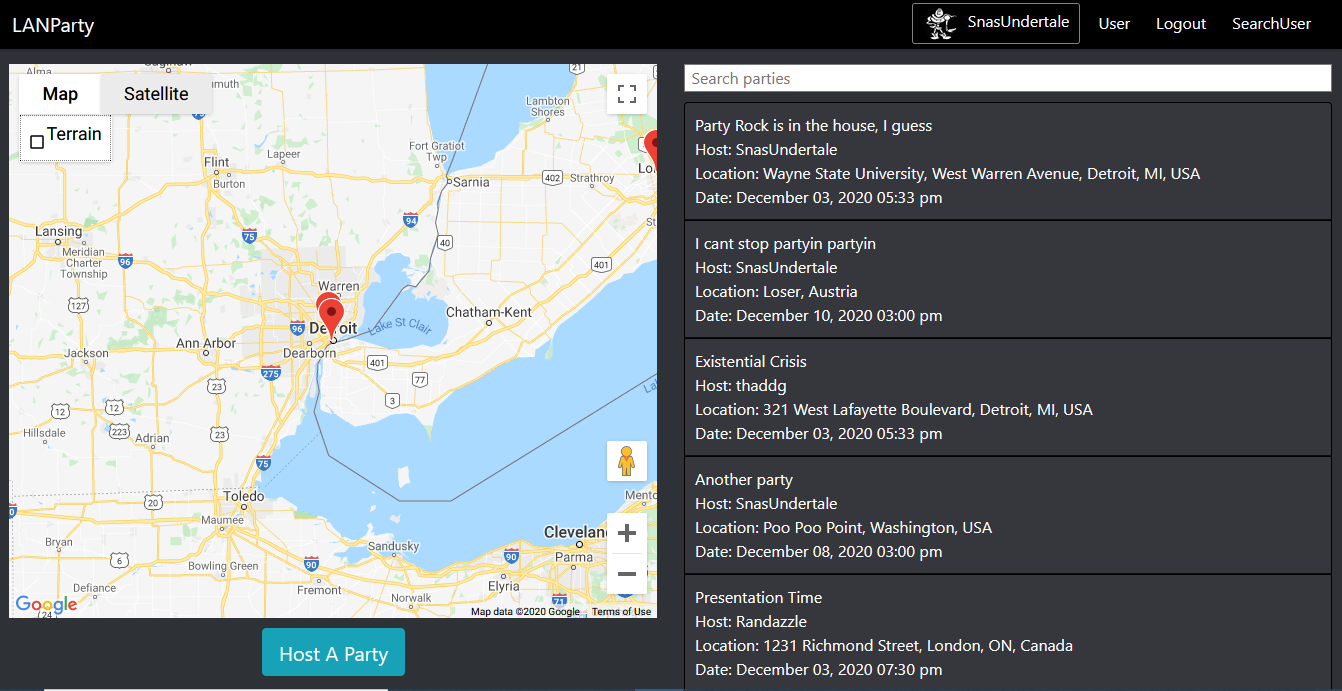 LANParty
SnasUndertale
User
Logout
SearchUser
Map
Satellite
Terrain
Alma
Flint
Lapeer
Burton
Lansing
Meridian
Charter
Township
75
96
127
94
Lambton
Shores
21
Fort Gratiot
Twp
Sarnia
402
Strathroy
40
401
Warren
Chatham-Kent
Lake St Clair
96
Detroit
Dearborn
Ann Arbor
Jackson
275
401
77
3
23
12
12
223
23
Hillsdale
Adrian
75
Toledo
20
Maumee
Bryan
6
Bowling Green
90
Defiance
Fremont
Sandusky
Norwalk
Cleveland
90
Parma
Elyria
71
24
Google
Map data ©2020 Google
Terms of Use
Host A Party
Search parties
Party Rock is in the house, I guess
Host: SnasUndertale
Location: Wayne State University, West Warren Avenue, Detroit, MI, USA
Date: December 03, 2020 05:33 pm
I cant stop partyin partyin
Host: SnasUndertale
Location: Loser, Austria
Date: December 10, 2020 03:00 pm
Existential Crisis
Host: thaddg
Location: 321 West Lafayette Boulevard, Detroit, MI, USA
Date: December 03, 2020 05:33 pm
Another party
Host: SnasUndertale
Location: Poo Poo Point, Washington, USA
Date: December 08, 2020 03:00 pm
Presentation Time
Host: Randazzle
Location: 1231 Richmond Street, London, ON, Canada
Date: December 03, 2020 07:30 pm